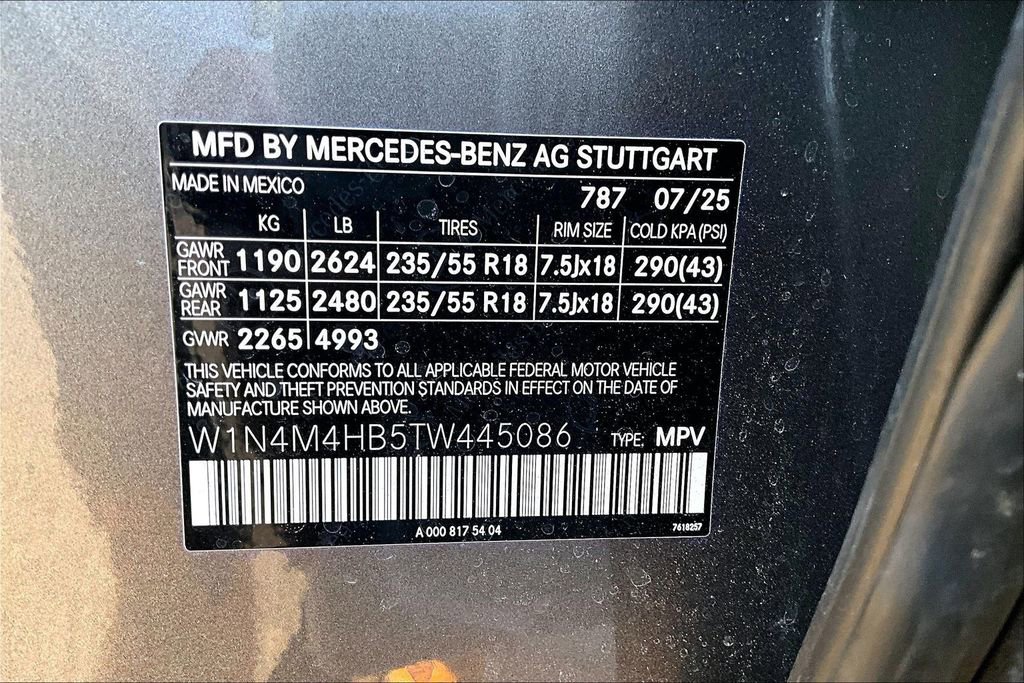 MFD BY MERCEDES-BENZ AG STUTTGART
MADE IN MEXICO 787 07/25
KG LB TIRES RIM SIZE COLD KPA (PSI)
GAWR FRONT 1190 2624 235/55 R18 7.5Jx18 290(43)
GAWR REAR 1125 2480 235/55 R18 7.5Jx18 290(43)
GVWR 2265 4993
THIS VEHICLE CONFORMS TO ALL APPLICABLE FEDERAL MOTOR VEHICLE
SAFETY AND THEFT PREVENTION STANDARDS IN EFFECT ON THE DATE OF
MANUFACTURE SHOWN ABOVE.
W1N4M4HB5TW445086 TYPE: MPV
A 000 817 54 04 7618257